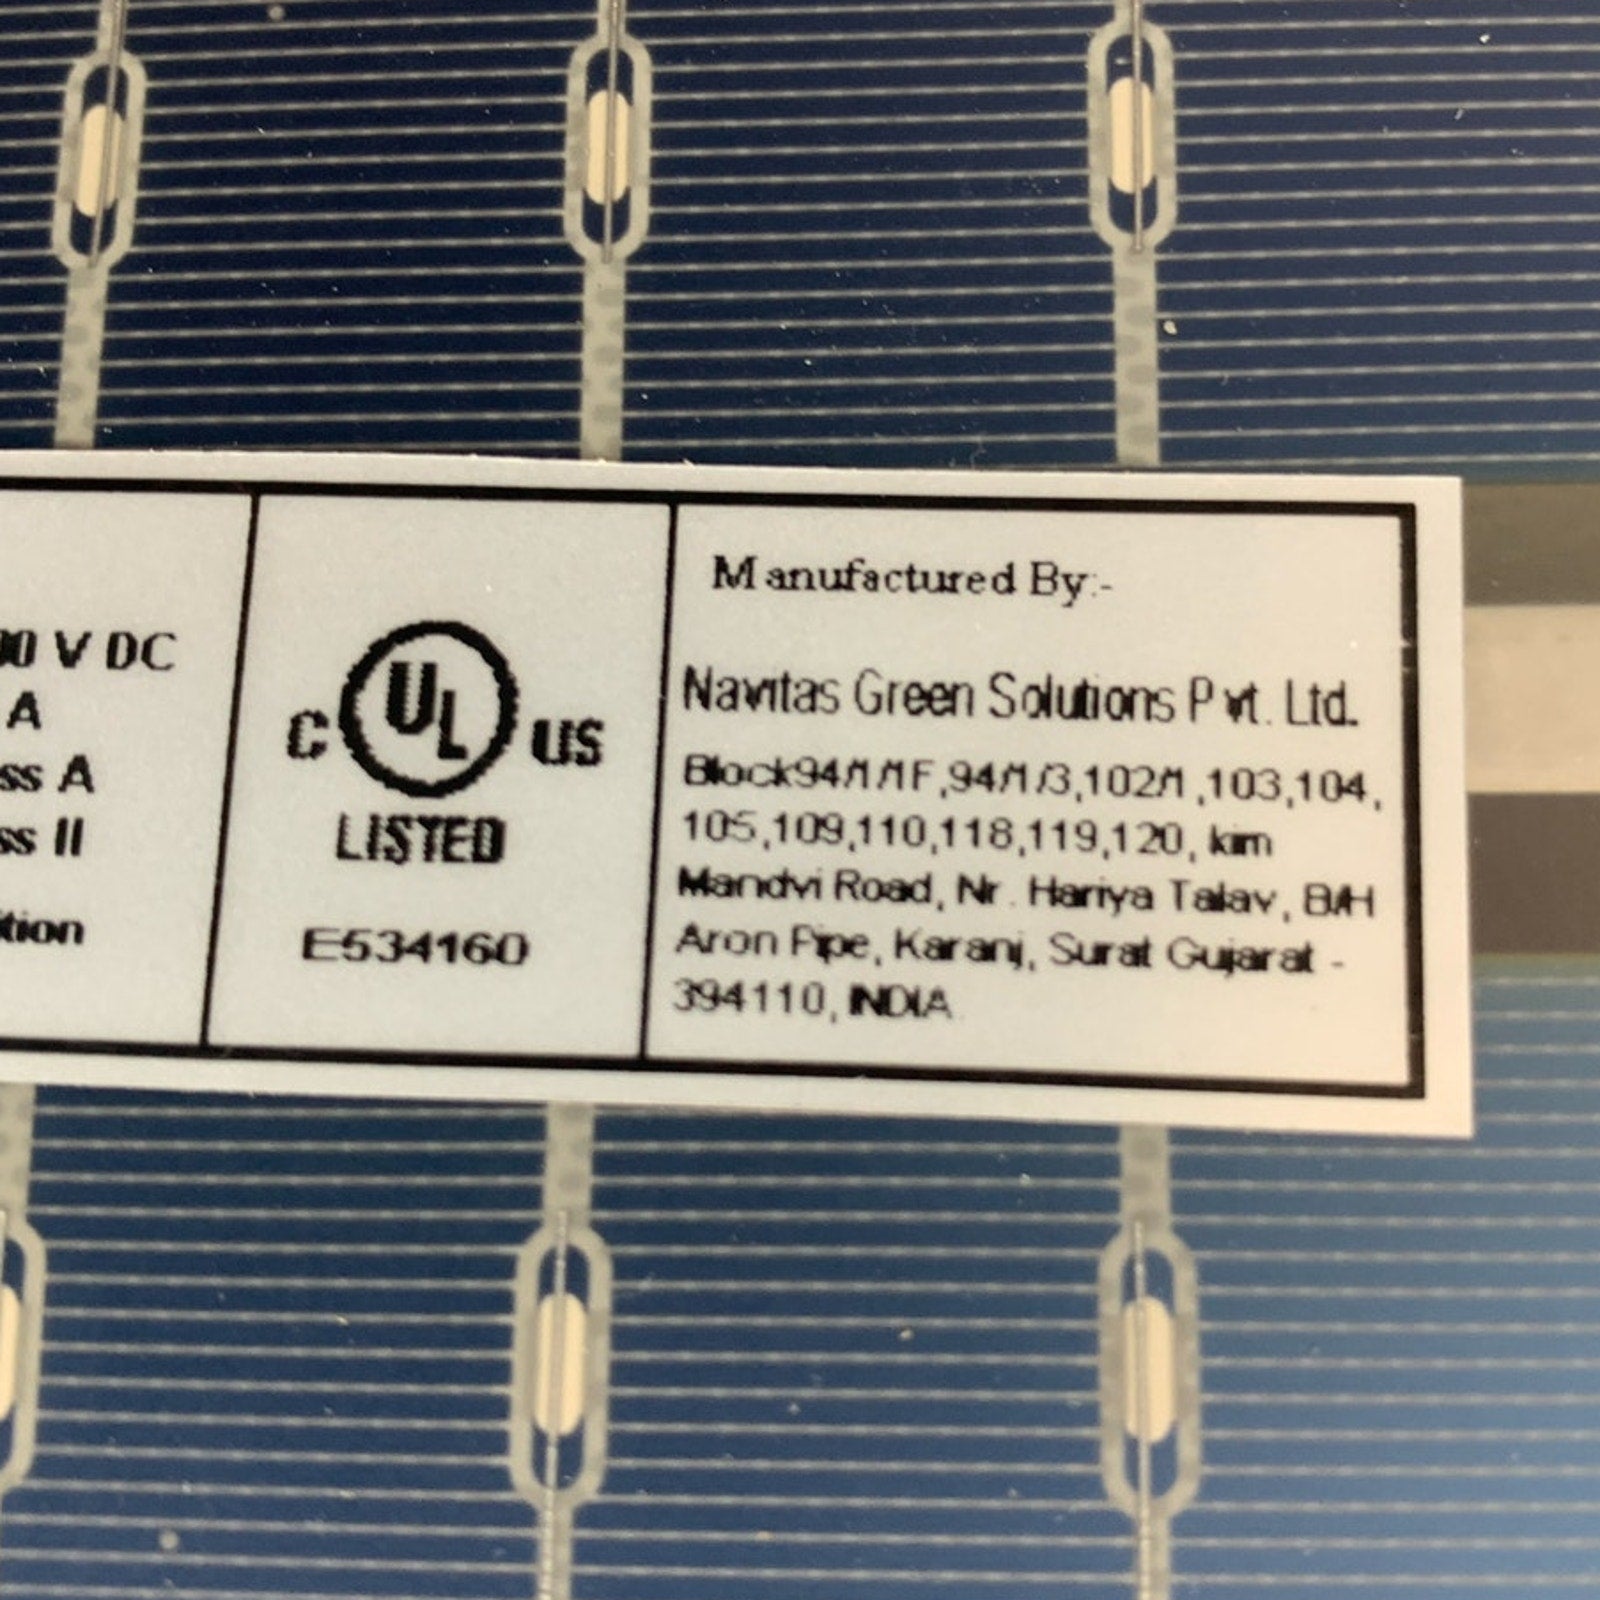 00 V DC
A
ss A
ss II
tion
C UL US
LISTED
E534160
Manufactured By:-
Navitas Green Solutions Pvt. Ltd.
Block94/1/1F,94/1/3,102/1,103,104,
105,109,110,118,119,120, kim
Mandvi Road, Nr. Hariya Talav, B/H
Aron Pipe, Karanj, Surat Gujarat -
394110, INDIA